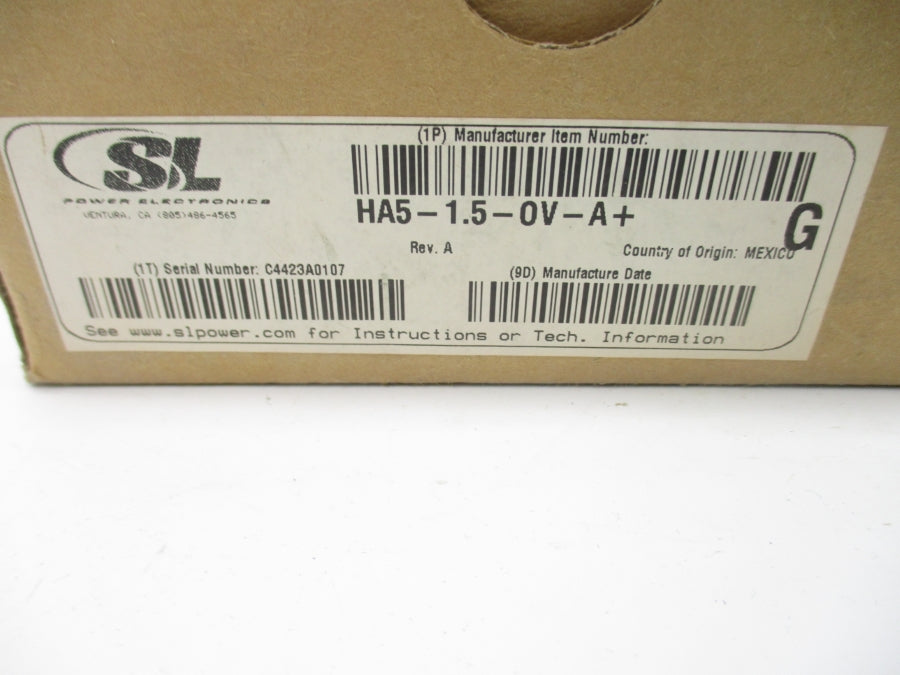 SL
POWER ELECTRONICS
VENTURA, CA (805)486-4565
(1P) Manufacturer Item Number:
HA5-1.5-OV-A+
G
Rev. A
Country of Origin: MEXICO
(1T) Serial Number: C4423A0107
(9D) Manufacture Date
See www.slpower.com for Instructions or Tech. Information